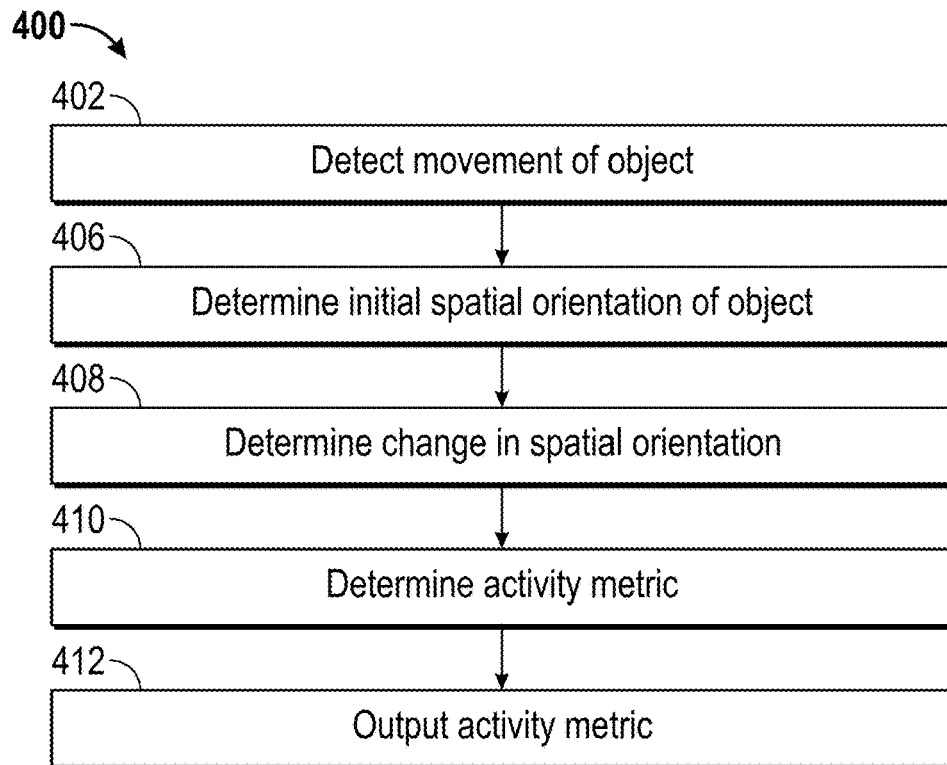 400
402
Detect movement of object
406
Determine initial spatial orientation of object
408
Determine change in spatial orientation
410
Determine activity metric
412
Output activity metric